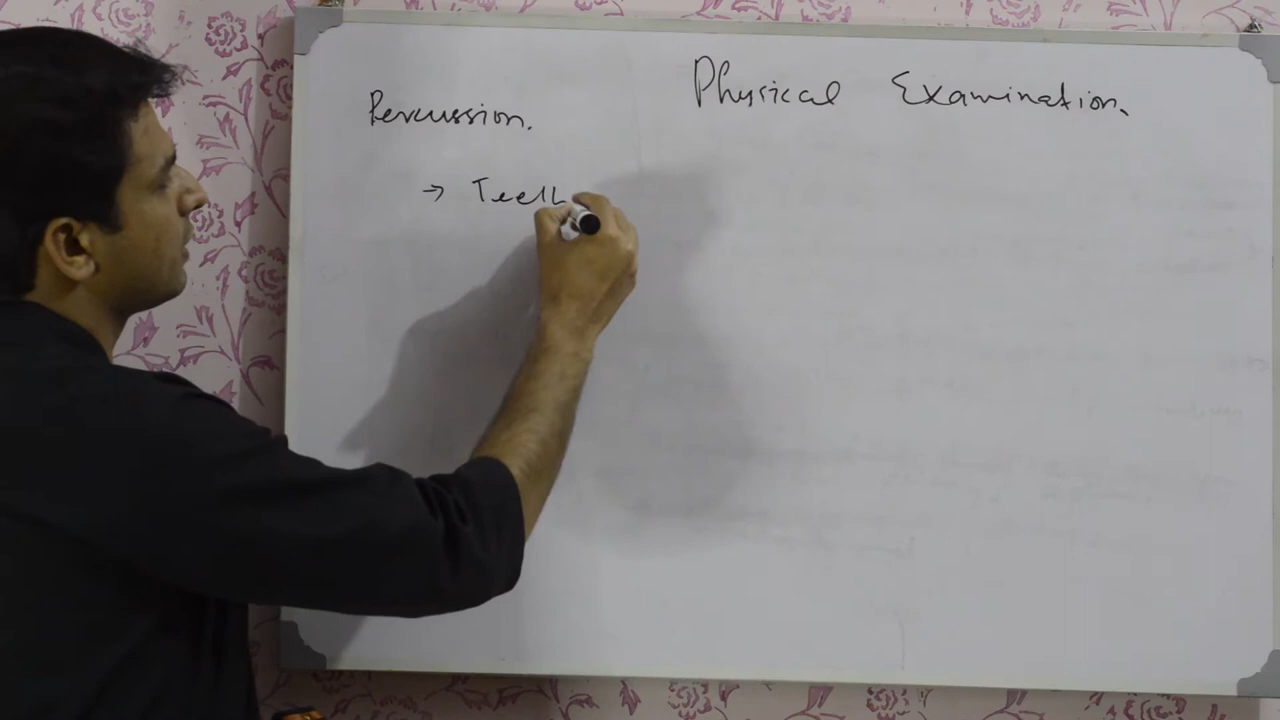 Physical Examination.
Percussion.
→ Teeth